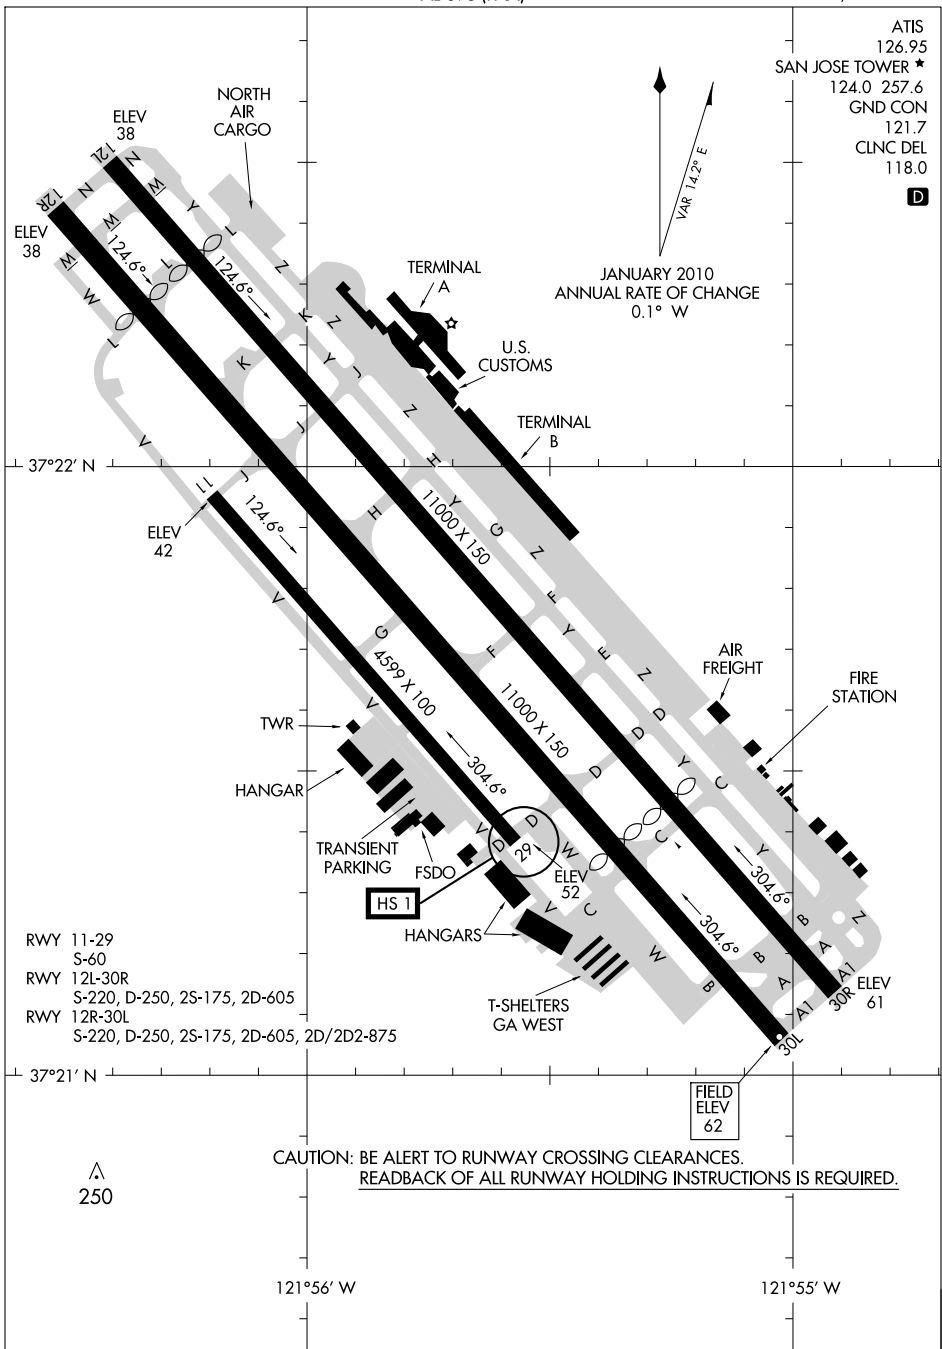 ATIS
126.95
SAN JOSE TOWER ★
124.0 257.6
GND CON
121.7
CLNC DEL
118.0
D
NORTH
AIR
CARGO
ELEV
38
12L
N
W
Y
L
Z
12R
N
W
L
ELEV
38
W
W
L
124.6°
124.6°
VAR 14.2° E
JANUARY 2010
ANNUAL RATE OF CHANGE
0.1° W
TERMINAL
A
U.S.
CUSTOMS
TERMINAL
B
K
Z
Y
J
Z
K
J
H
Y
G
Z
V
J
H
37°22' N
11
ELEV
42
124.6°
11000 X 150
V
G
F
F
Y
E
Z
D
4599 X 100
11000 X 150
V
AIR
FREIGHT
FIRE
STATION
TWR
HANGAR
304.6°
D
D
Y
C
TRANSIENT
PARKING
FSDO
V
D
D
29
W
C
Y
ELEV
52
HS 1
304.6°
304.6°
HANGARS
V
C
W
B
B
A
B
A
Z
A1
A1
T-SHELTERS
GA WEST
30R
ELEV
61
30L
RWY 11-29
S-60
RWY 12L-30R
S-220, D-250, 2S-175, 2D-605
RWY 12R-30L
S-220, D-250, 2S-175, 2D-605, 2D/2D2-875
37°21' N
FIELD
ELEV
62
CAUTION: BE ALERT TO RUNWAY CROSSING CLEARANCES.
READBACK OF ALL RUNWAY HOLDING INSTRUCTIONS IS REQUIRED.
250
121°56' W
121°55' W